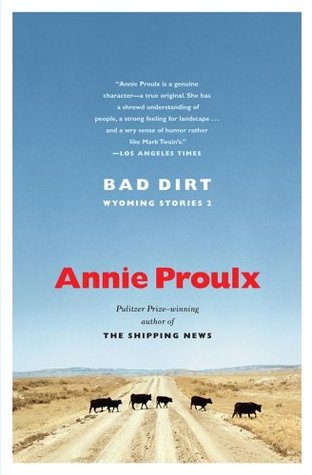 "Annie Proulx is a genuine
character—a true original. She has
a shrewd understanding of
people, a strong feeling for landscape . . .
and a wry sense of humor rather
like Mark Twain's."
—LOS ANGELES TIMES
BAD DIRT
WYOMING STORIES 2
Annie Proulx
Pulitzer Prize–winning
author of
THE SHIPPING NEWS